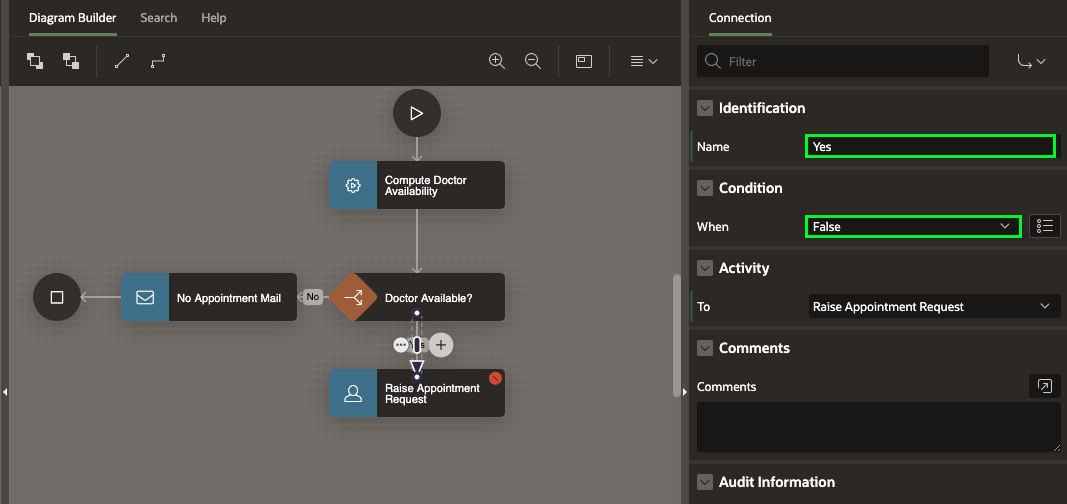 Diagram Builder
Search
Help
Compute Doctor
Availability
No Appointment Mail
No
Doctor Available?
Yes
Raise Appointment
Request
Connection
Filter
Identification
Name
Yes
Condition
When
False
Activity
To
Raise Appointment Request
Comments
Comments
Audit Information